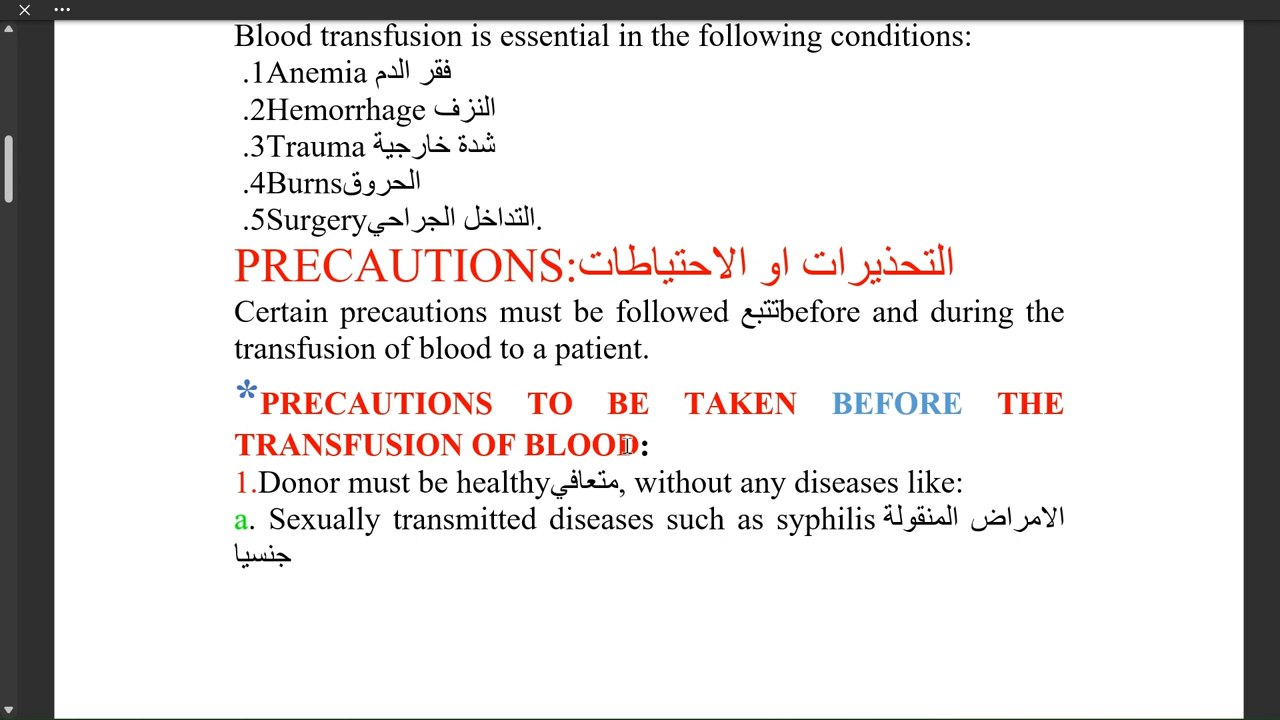 Blood transfusion is essential in the following conditions:
.1Anemia فقر الدم
.2Hemorrhage النزف
.3Trauma شدة خارجية
.4Burnsالحروق
.5Surgeryالتداخل الجراحي.
PRECAUTIONS:التحذيرات او الاحتياطات
Certain precautions must be followed تتبعbefore and during the
transfusion of blood to a patient.
*PRECAUTIONS TO BE TAKEN BEFORE THE
TRANSFUSION OF BLOOD:
1.Donor must be healthyمتعافي, without any diseases like:
a. Sexually transmitted diseases such as syphilis الامراض المنقولة
جنسيا